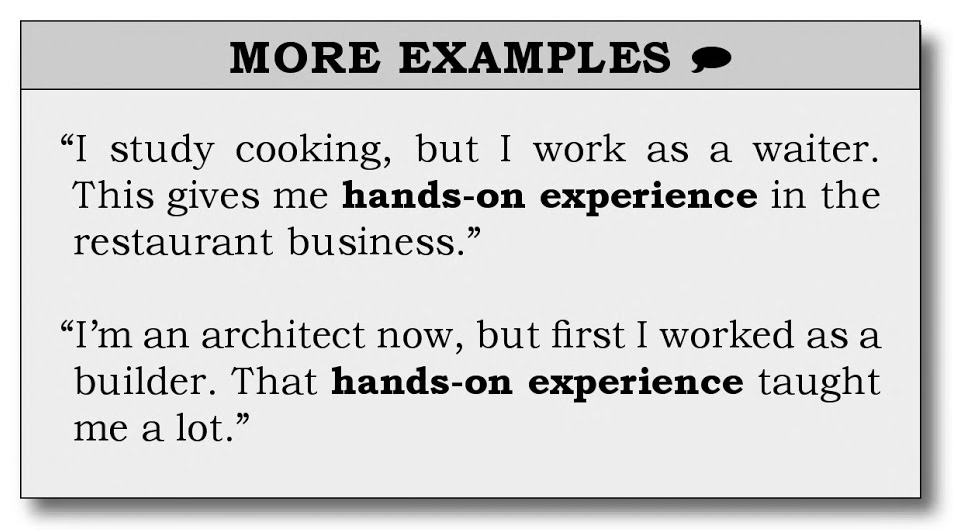 MORE EXAMPLES
“I study cooking, but I work as a waiter.
This gives me hands-on experience in the
restaurant business.”
“I’m an architect now, but first I worked as a
builder. That hands-on experience taught
me a lot.”